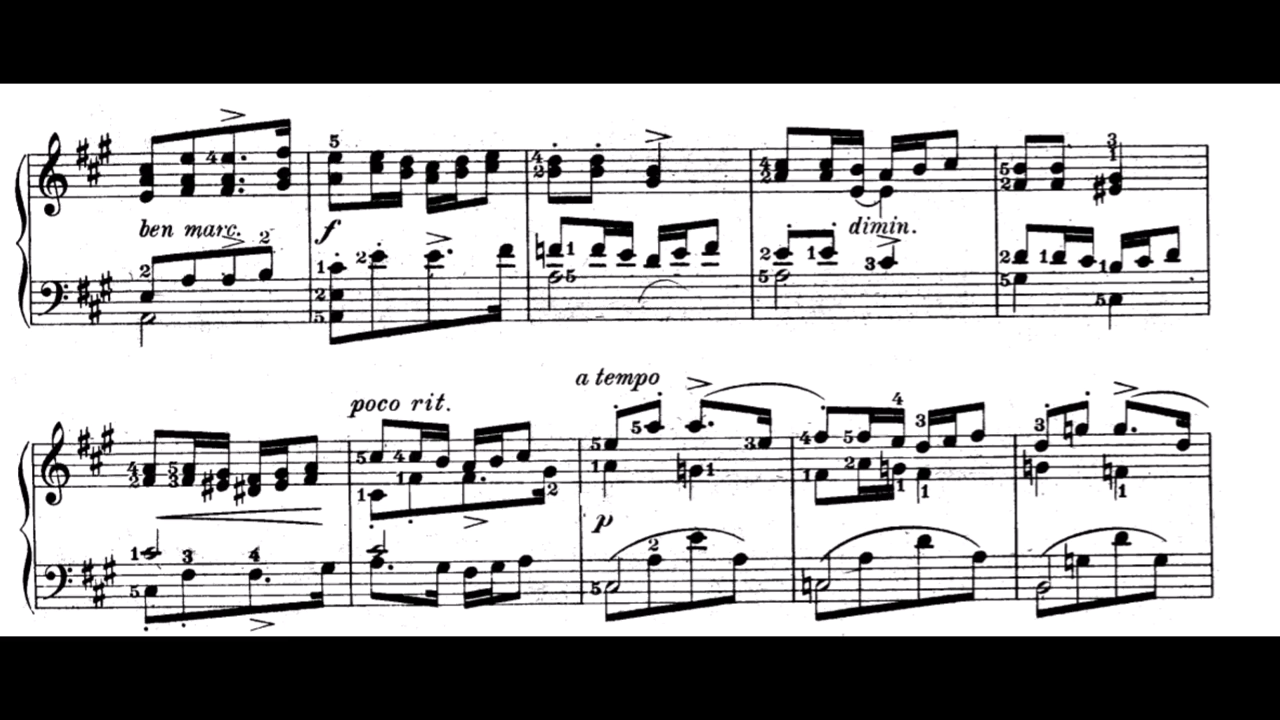 ben marc.
f
dimin.
poco rit.
a tempo
p